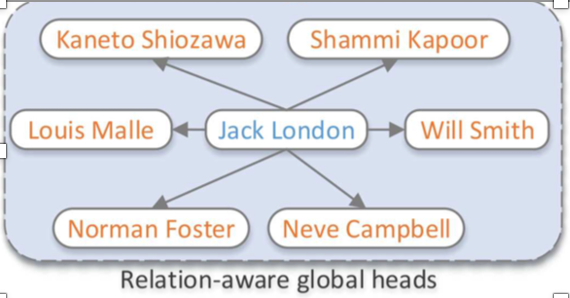 Kaneto Shiozawa
Shammi Kapoor
Louis Malle
Jack London
Will Smith
Norman Foster
Neve Campbell
Relation-aware global heads